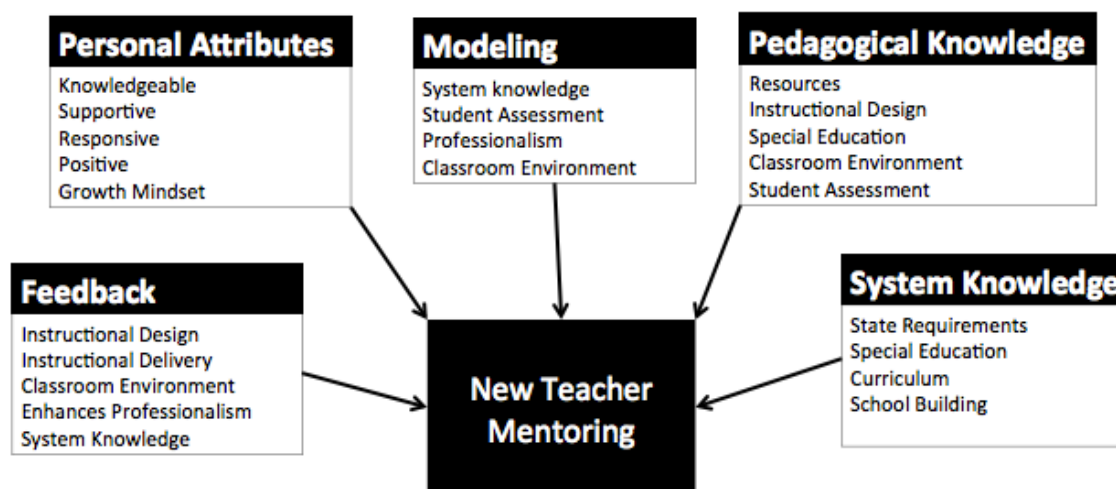 Personal Attributes
Knowledgeable
Supportive
Responsive
Positive
Growth Mindset
Modeling
System knowledge
Student Assessment
Professionalism
Classroom Environment
Pedagogical Knowledge
Resources
Instructional Design
Special Education
Classroom Environment
Student Assessment
Feedback
Instructional Design
Instructional Delivery
Classroom Environment
Enhances Professionalism
System Knowledge
New Teacher
Mentoring
System Knowledge
State Requirements
Special Education
Curriculum
School Building